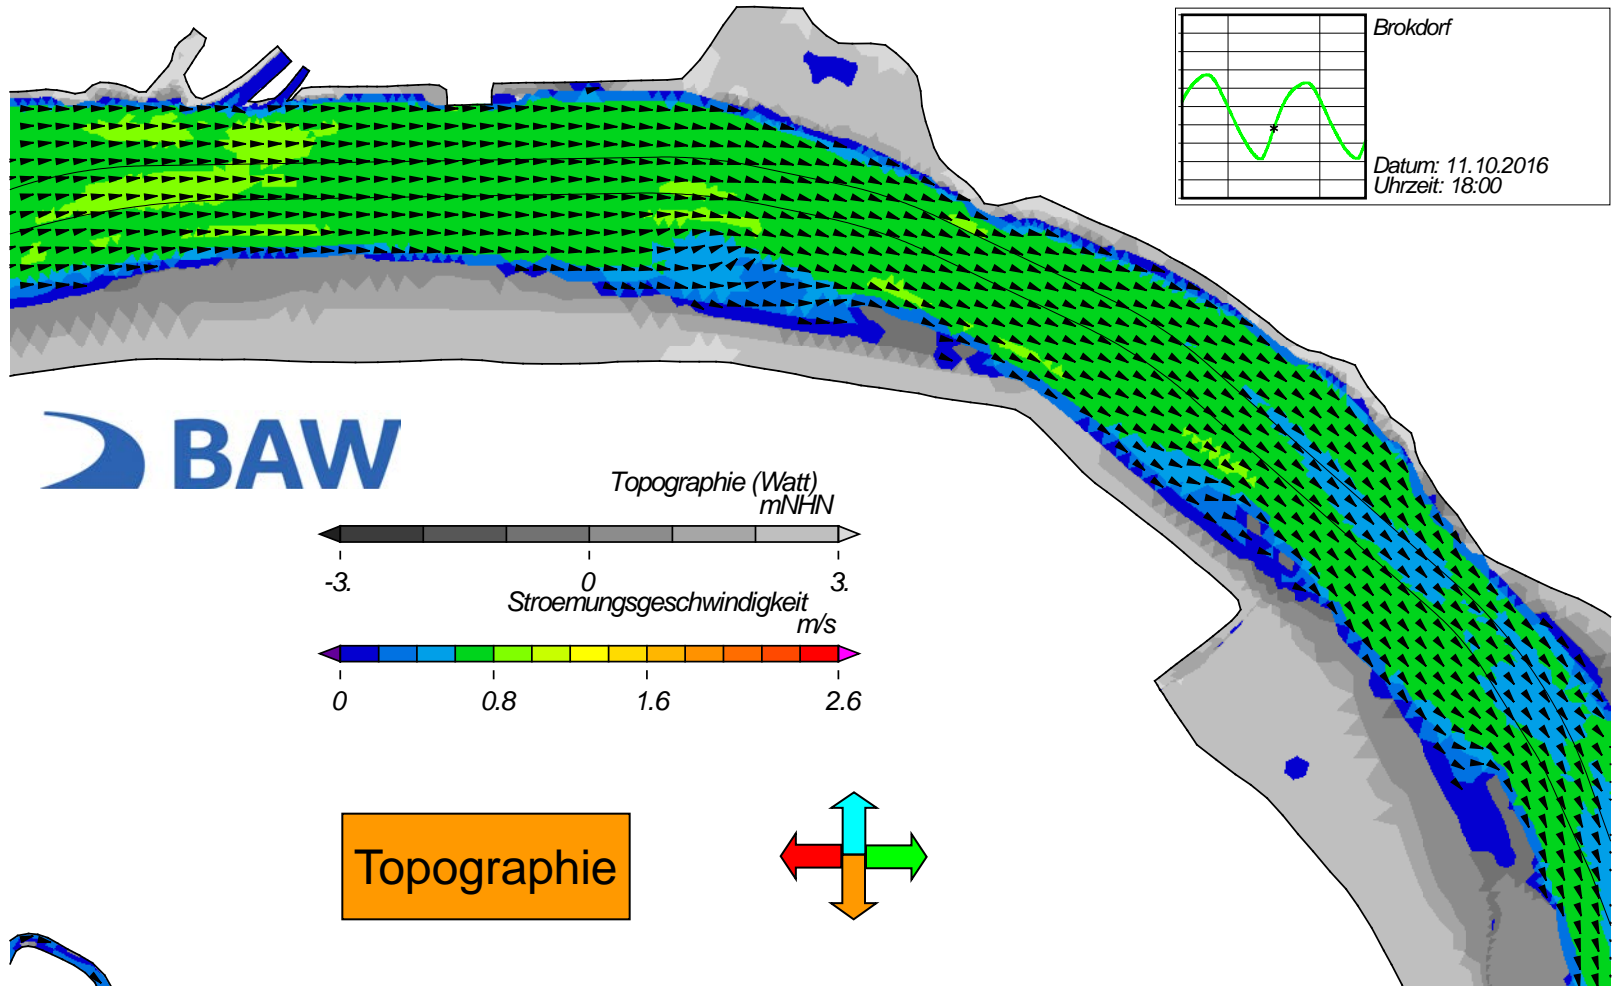 Brokdorf
Datum: 11.10.2016
Uhrzeit: 18:00
BAW
Topographie (Watt)
mNHN
-3. 0 3.
Stroemungsgeschwindigkeit
m/s
0 0.8 1.6 2.6
Topographie